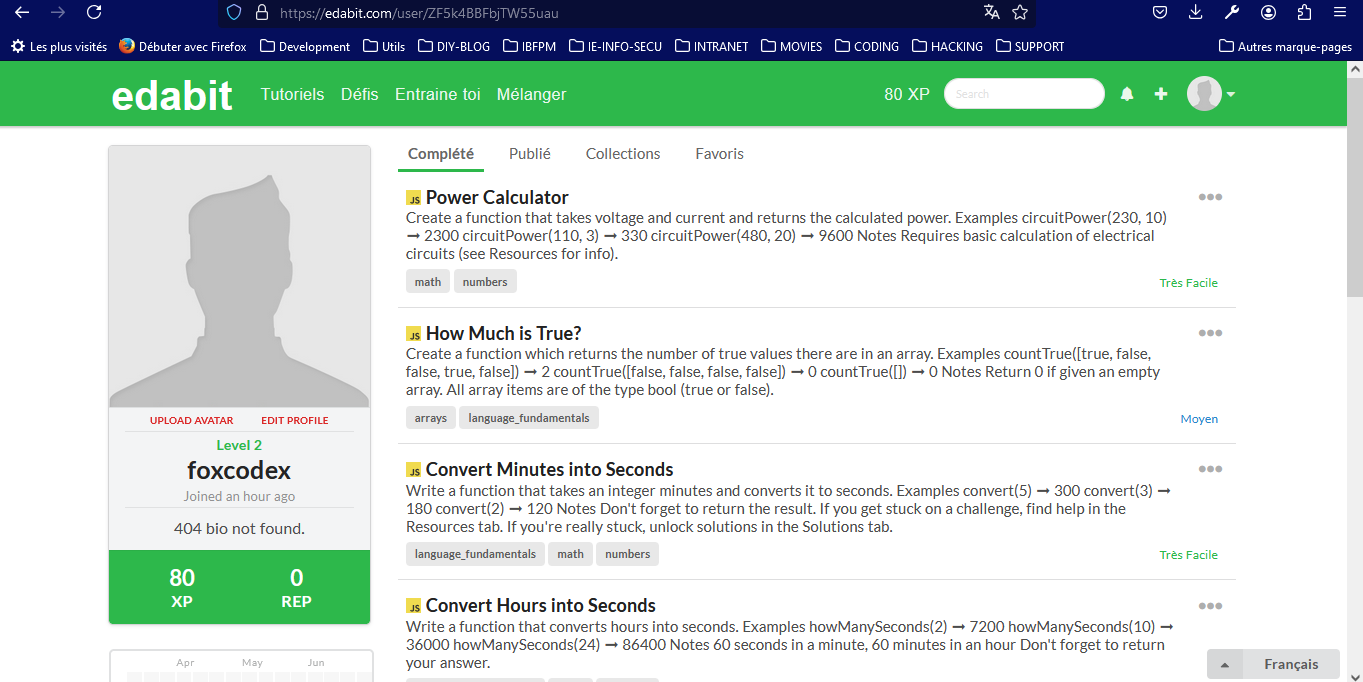 https://edabit.com/user/ZF5k4BBFbjTW55uau
Les plus visités Débuter avec Firefox Development Utils DIY-BLOG IBFPM IE-INFO-SECU INTRANET MOVIES CODING HACKING SUPPORT Autres marque-pages
edabit Tutoriels Défis Entraine toi Mélanger 80 XP Search
UPLOAD AVATAR EDIT PROFILE
Level 2
foxcodex
Joined an hour ago
404 bio not found.
80 0
XP REP
Apr May Jun
Complété Publié Collections Favoris
JS Power Calculator
Create a function that takes voltage and current and returns the calculated power. Examples circuitPower(230, 10)
➞ 2300 circuitPower(110, 3) ➞ 330 circuitPower(480, 20) ➞ 9600 Notes Requires basic calculation of electrical
circuits (see Resources for info).
math numbers Très Facile
JS How Much is True?
Create a function which returns the number of true values there are in an array. Examples countTrue([true, false,
false, true, false]) ➞ 2 countTrue([false, false, false, false]) ➞ 0 countTrue([]) ➞ 0 Notes Return 0 if given an empty
array. All array items are of the type bool (true or false).
arrays language_fundamentals Moyen
JS Convert Minutes into Seconds
Write a function that takes an integer minutes and converts it to seconds. Examples convert(5) ➞ 300 convert(3) ➞
180 convert(2) ➞ 120 Notes Don't forget to return the result. If you get stuck on a challenge, find help in the
Resources tab. If you're really stuck, unlock solutions in the Solutions tab.
language_fundamentals math numbers Très Facile
JS Convert Hours into Seconds
Write a function that converts hours into seconds. Examples howManySeconds(2) ➞ 7200 howManySeconds(10) ➞
36000 howManySeconds(24) ➞ 86400 Notes 60 seconds in a minute, 60 minutes in an hour Don't forget to return
your answer.
Français